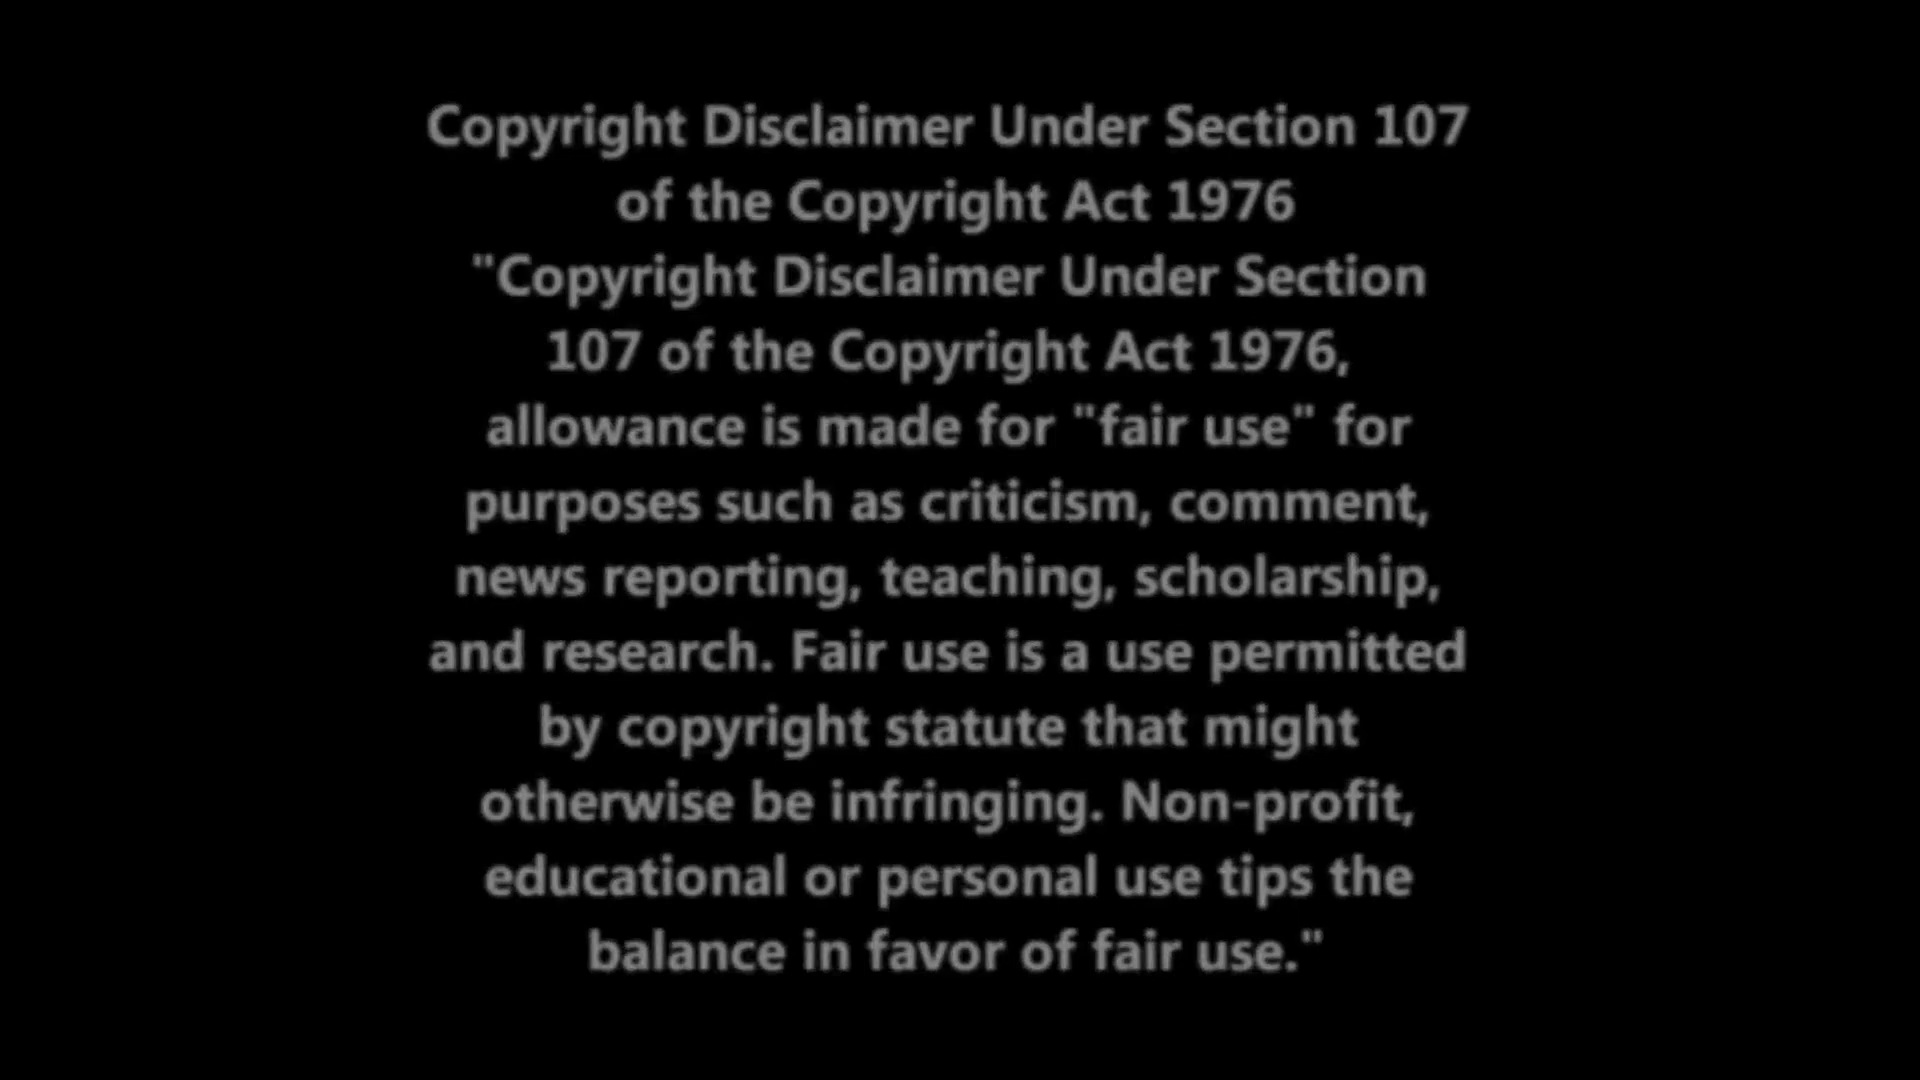 Copyright Disclaimer Under Section 107
of the Copyright Act 1976
"Copyright Disclaimer Under Section
107 of the Copyright Act 1976,
allowance is made for "fair use" for
purposes such as criticism, comment,
news reporting, teaching, scholarship,
and research. Fair use is a use permitted
by copyright statute that might
otherwise be infringing. Non-profit,
educational or personal use tips the
balance in favor of fair use."